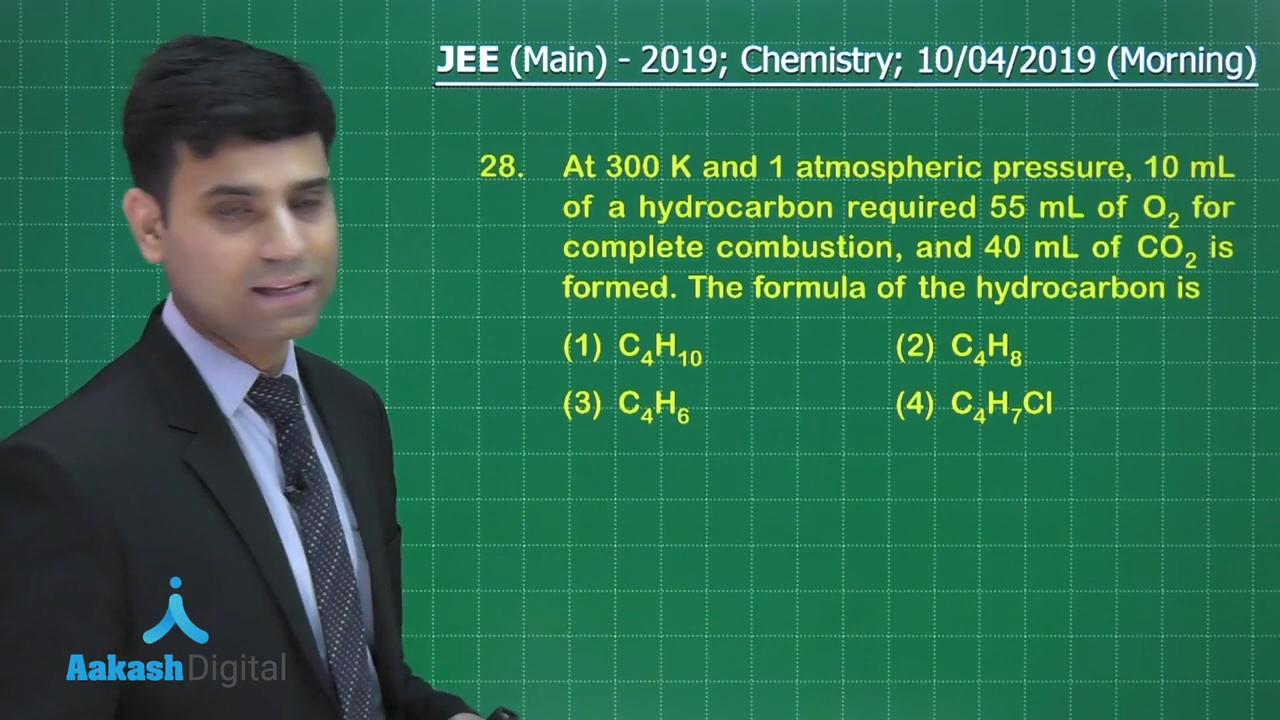 JEE (Main) - 2019; Chemistry; 10/04/2019 (Morning)
28. At 300 K and 1 atmospheric pressure, 10 mL
of a hydrocarbon required 55 mL of O₂ for
complete combustion, and 40 mL of CO₂ is
formed. The formula of the hydrocarbon is
(1) C₄H₁₀ (2) C₄H₈
(3) C₄H₆ (4) C₄H₇Cl
Aakash Digital